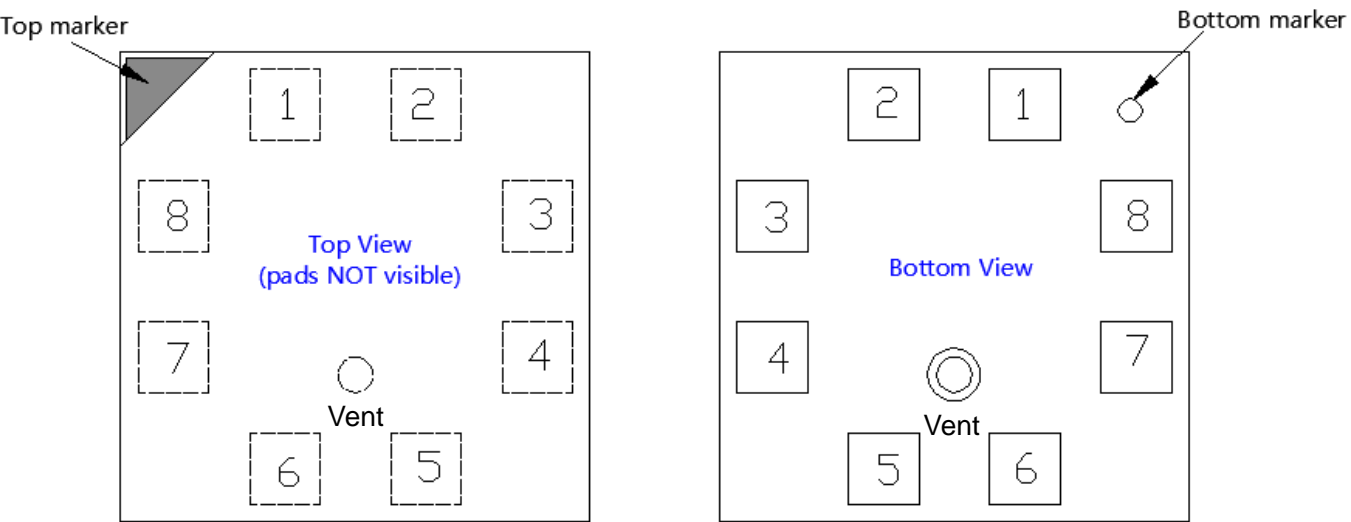 Top marker
Bottom marker
1 2
2 1
8 3
3 8
Top View
(pads NOT visible)
Bottom View
7 4
4 7
Vent
Vent
6 5
5 6